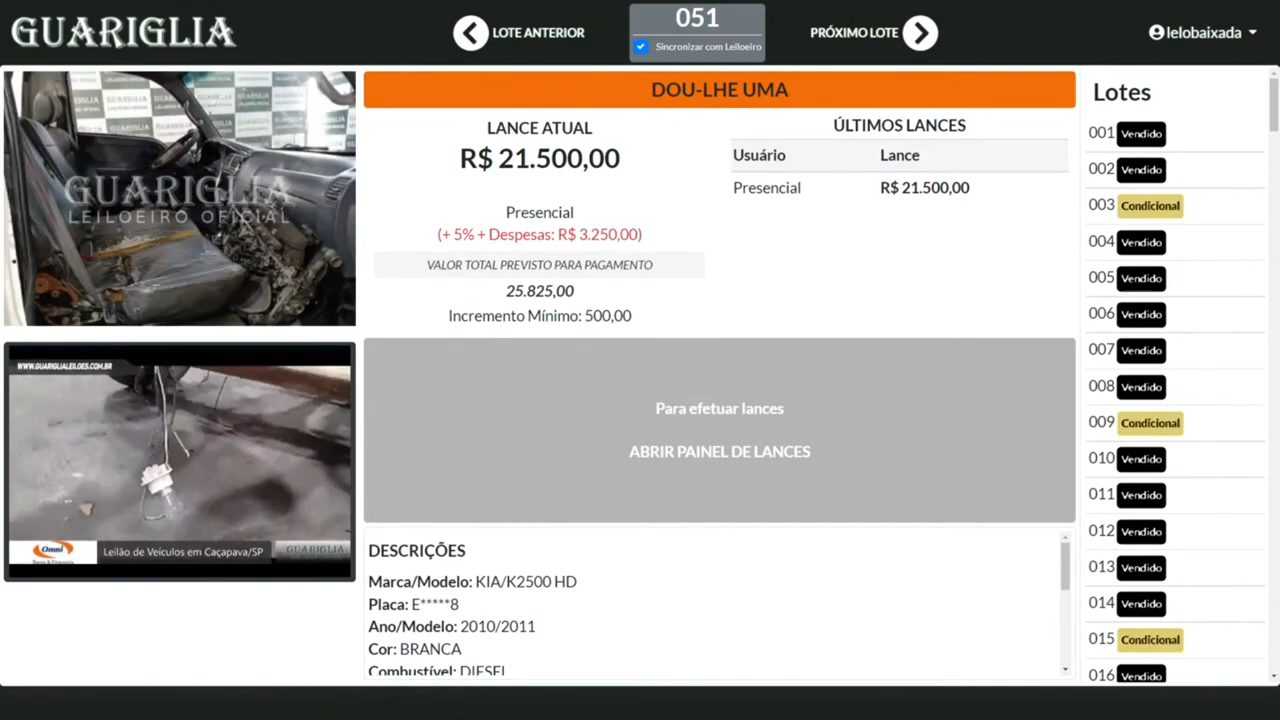 GUARIGLIA
LOTE ANTERIOR
051
Sincronizar com Leiloeiro
PRÓXIMO LOTE
lelobaixada
GUARIGLIA
LEILOEIRO OFICIAL
WWW.GUARIGLIALEILOES.COM.BR
Omni
Leilão de Veículos em Caçapava/SP
GUARIGLIA
DOU-LHE UMA
LANCE ATUAL
R$ 21.500,00
Presencial
(+ 5% + Despesas: R$ 3.250,00)
VALOR TOTAL PREVISTO PARA PAGAMENTO
25.825,00
Incremento Mínimo: 500,00
ÚLTIMOS LANCES
Usuário Lance
Presencial R$ 21.500,00
Para efetuar lances
ABRIR PAINEL DE LANCES
DESCRIÇÕES
Marca/Modelo: KIA/K2500 HD
Placa: E*****8
Ano/Modelo: 2010/2011
Cor: BRANCA
Combustível: DIESEL
Lotes
001 Vendido
002 Vendido
003 Condicional
004 Vendido
005 Vendido
006 Vendido
007 Vendido
008 Vendido
009 Condicional
010 Vendido
011 Vendido
012 Vendido
013 Vendido
014 Vendido
015 Condicional
016 Vendido